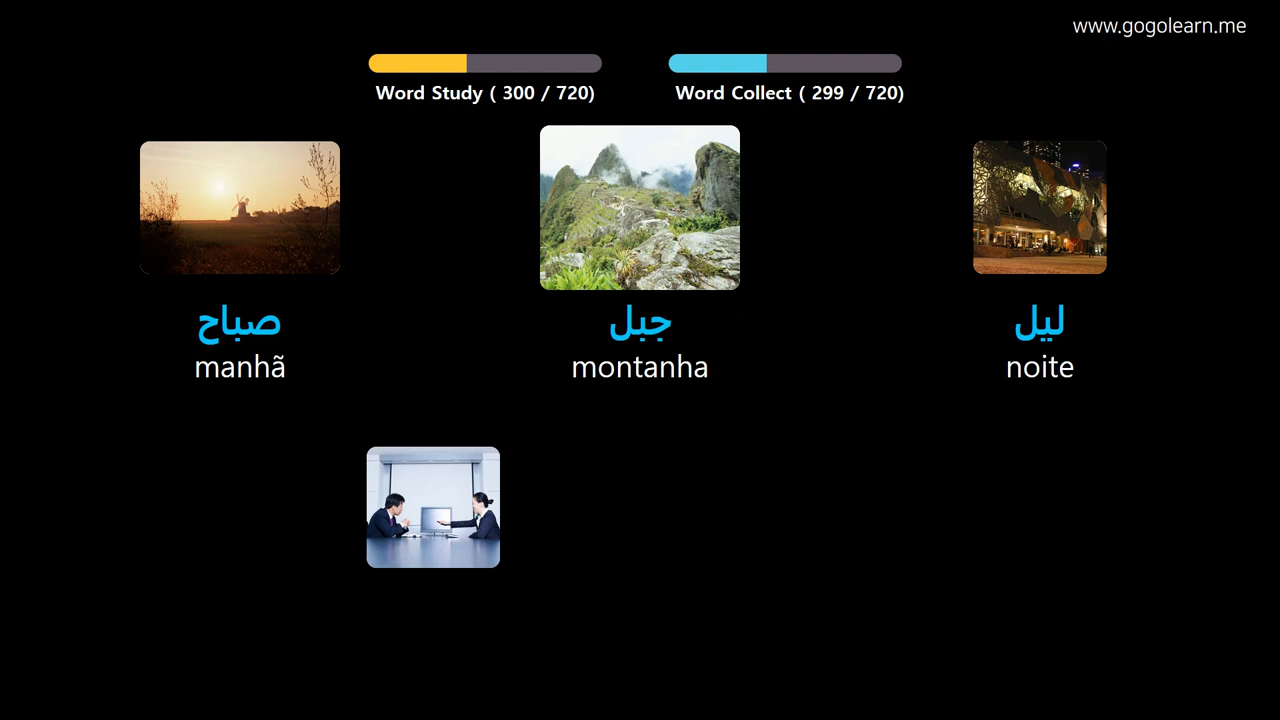 www.gogolearn.me
Word Study ( 300 / 720)
Word Collect ( 299 / 720)
صباح
manhã
جبل
montanha
ليل
noite